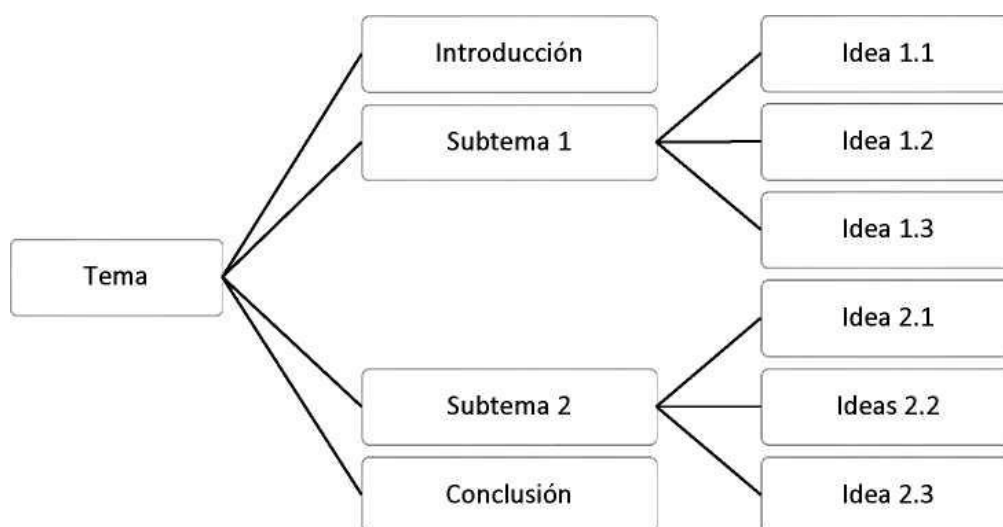 Tema
Introducción
Subtema 1
Idea 1.1
Idea 1.2
Idea 1.3
Subtema 2
Idea 2.1
Ideas 2.2
Idea 2.3
Conclusión